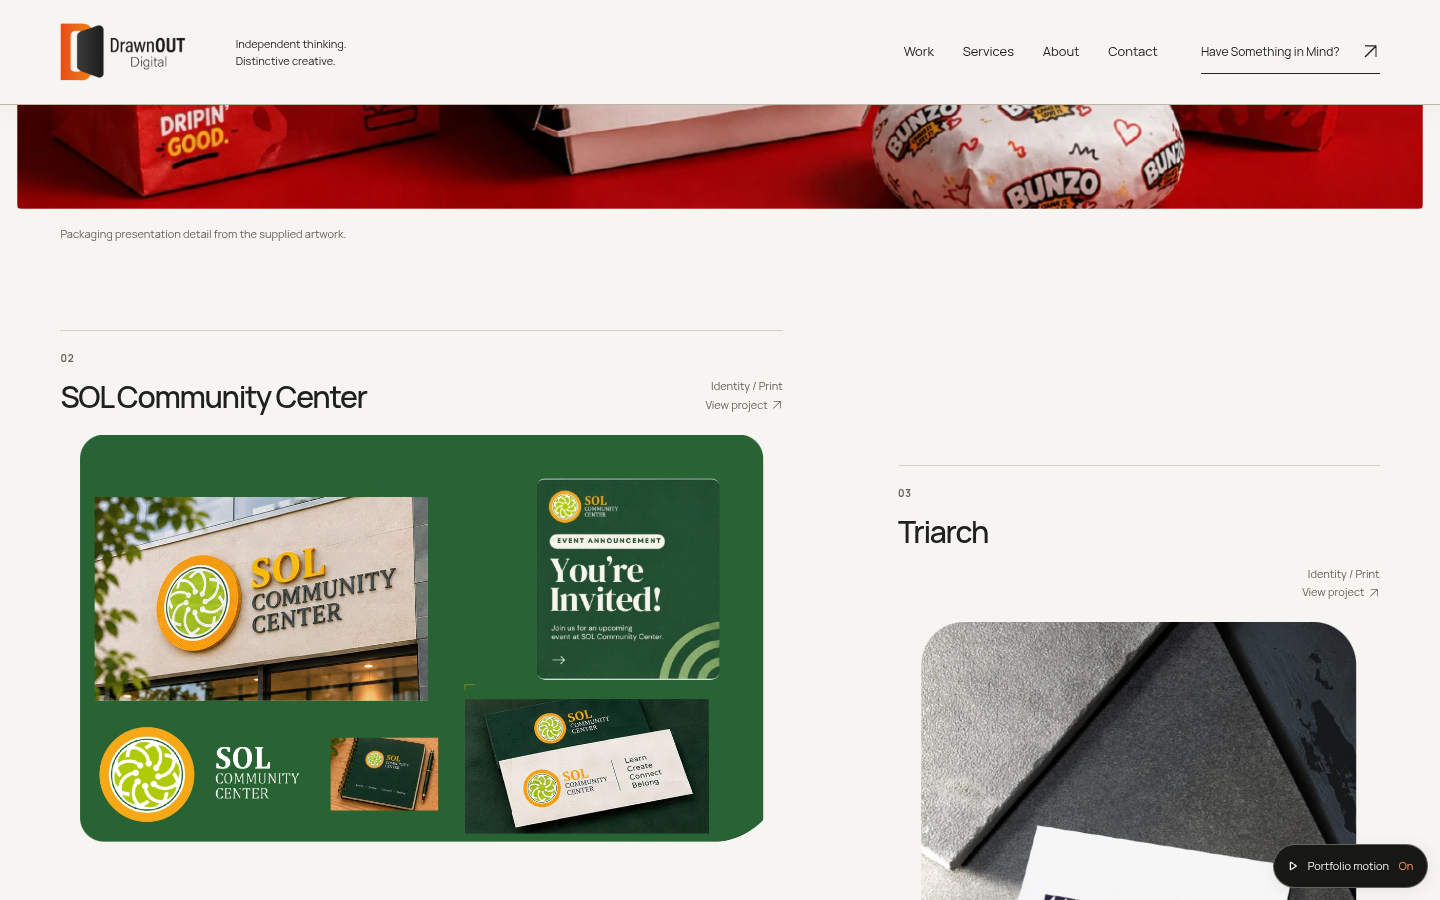 DrawnOUT
Digital
Independent thinking.
Distinctive creative.
Work
Services
About
Contact
Have Something in Mind?
DRIPIN'
GOOD.
BUNZO
BUNZO
BUNZO
Packaging presentation detail from the supplied artwork.
02
SOL Community Center
Identity / Print
View project
SOL
COMMUNITY
CENTER
SOL
COMMUNITY
CENTER
EVENT ANNOUNCEMENT
You're
Invited!
Join us for an upcoming
event at SOL Community Center.
SOL
COMMUNITY
CENTER
SOL
COMMUNITY
CENTER
SOL
COMMUNITY
CENTER
SOL
COMMUNITY
CENTER
Learn
Create
Connect
Belong
03
Triarch
Identity / Print
View project
Portfolio motion On